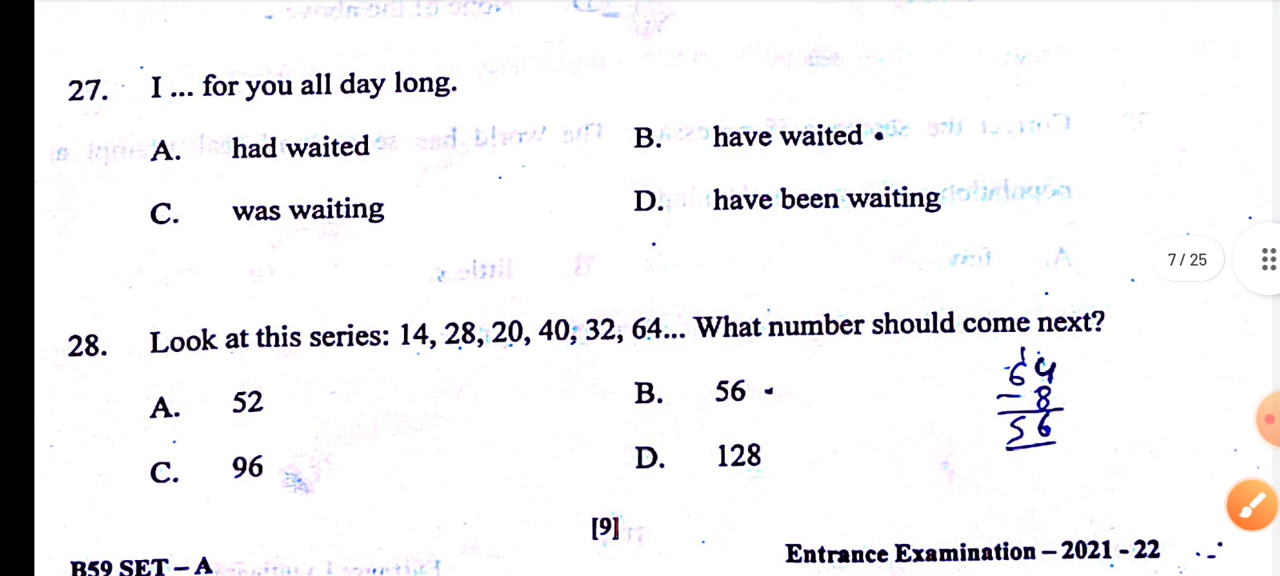 27. I ... for you all day long.
A. had waited B. have waited
C. was waiting D. have been waiting
7 / 25
28. Look at this series: 14, 28, 20, 40, 32, 64... What number should come next?
A. 52 B. 56
C. 96 D. 128
64
- 8
56
[9]
B59 SET – A Entrance Examination – 2021 - 22